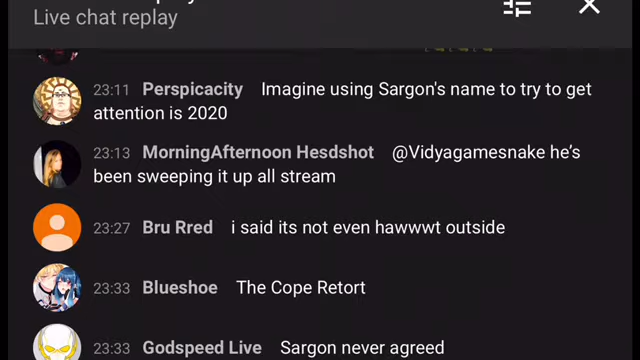 Live chat replay
23:11 Perspicacity Imagine using Sargon's name to try to get
attention is 2020
23:13 MorningAfternoon Hesdshot @Vidyagamesnake he's
been sweeping it up all stream
23:27 Bru Rred i said its not even hawwwt outside
23:33 Blueshoe The Cope Retort
23:33 Godspeed Live Sargon never agreed